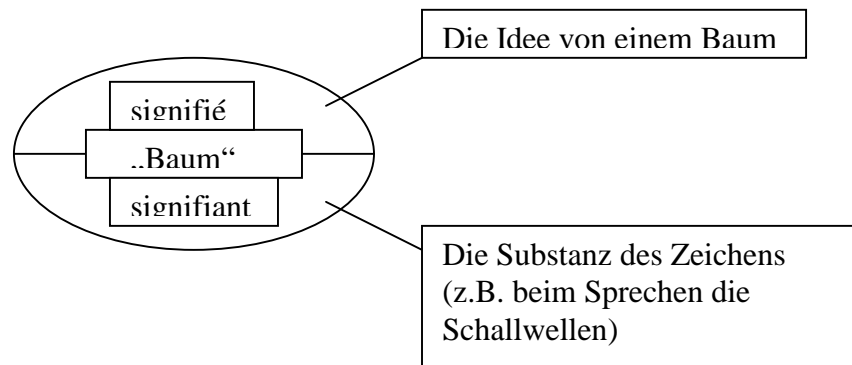 Die Idee von einem Baum
signifié
„Baum“
signifiant
Die Substanz des Zeichens
(z.B. beim Sprechen die
Schallwellen)